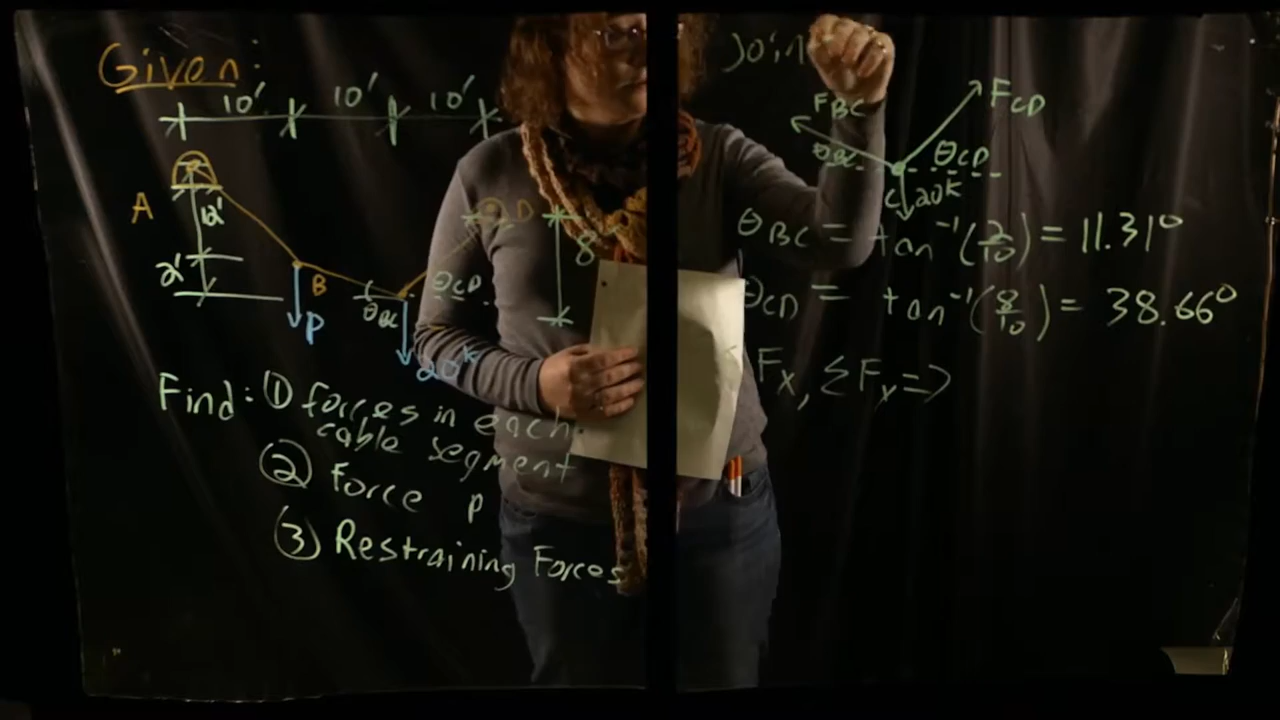 Given:
10' 10' 10'
A
12'
2'
B
P
θBC
θCD
20k
D
8
Find: ① forces in each
cable segment
② Force P
③ Restraining Forces
Join
FBC
FCD
θBC
θCD
C
20k
θBC = tan⁻¹(2/10) = 11.31°
θCD = tan⁻¹(8/10) = 38.66°
Fx, ΣFy =>